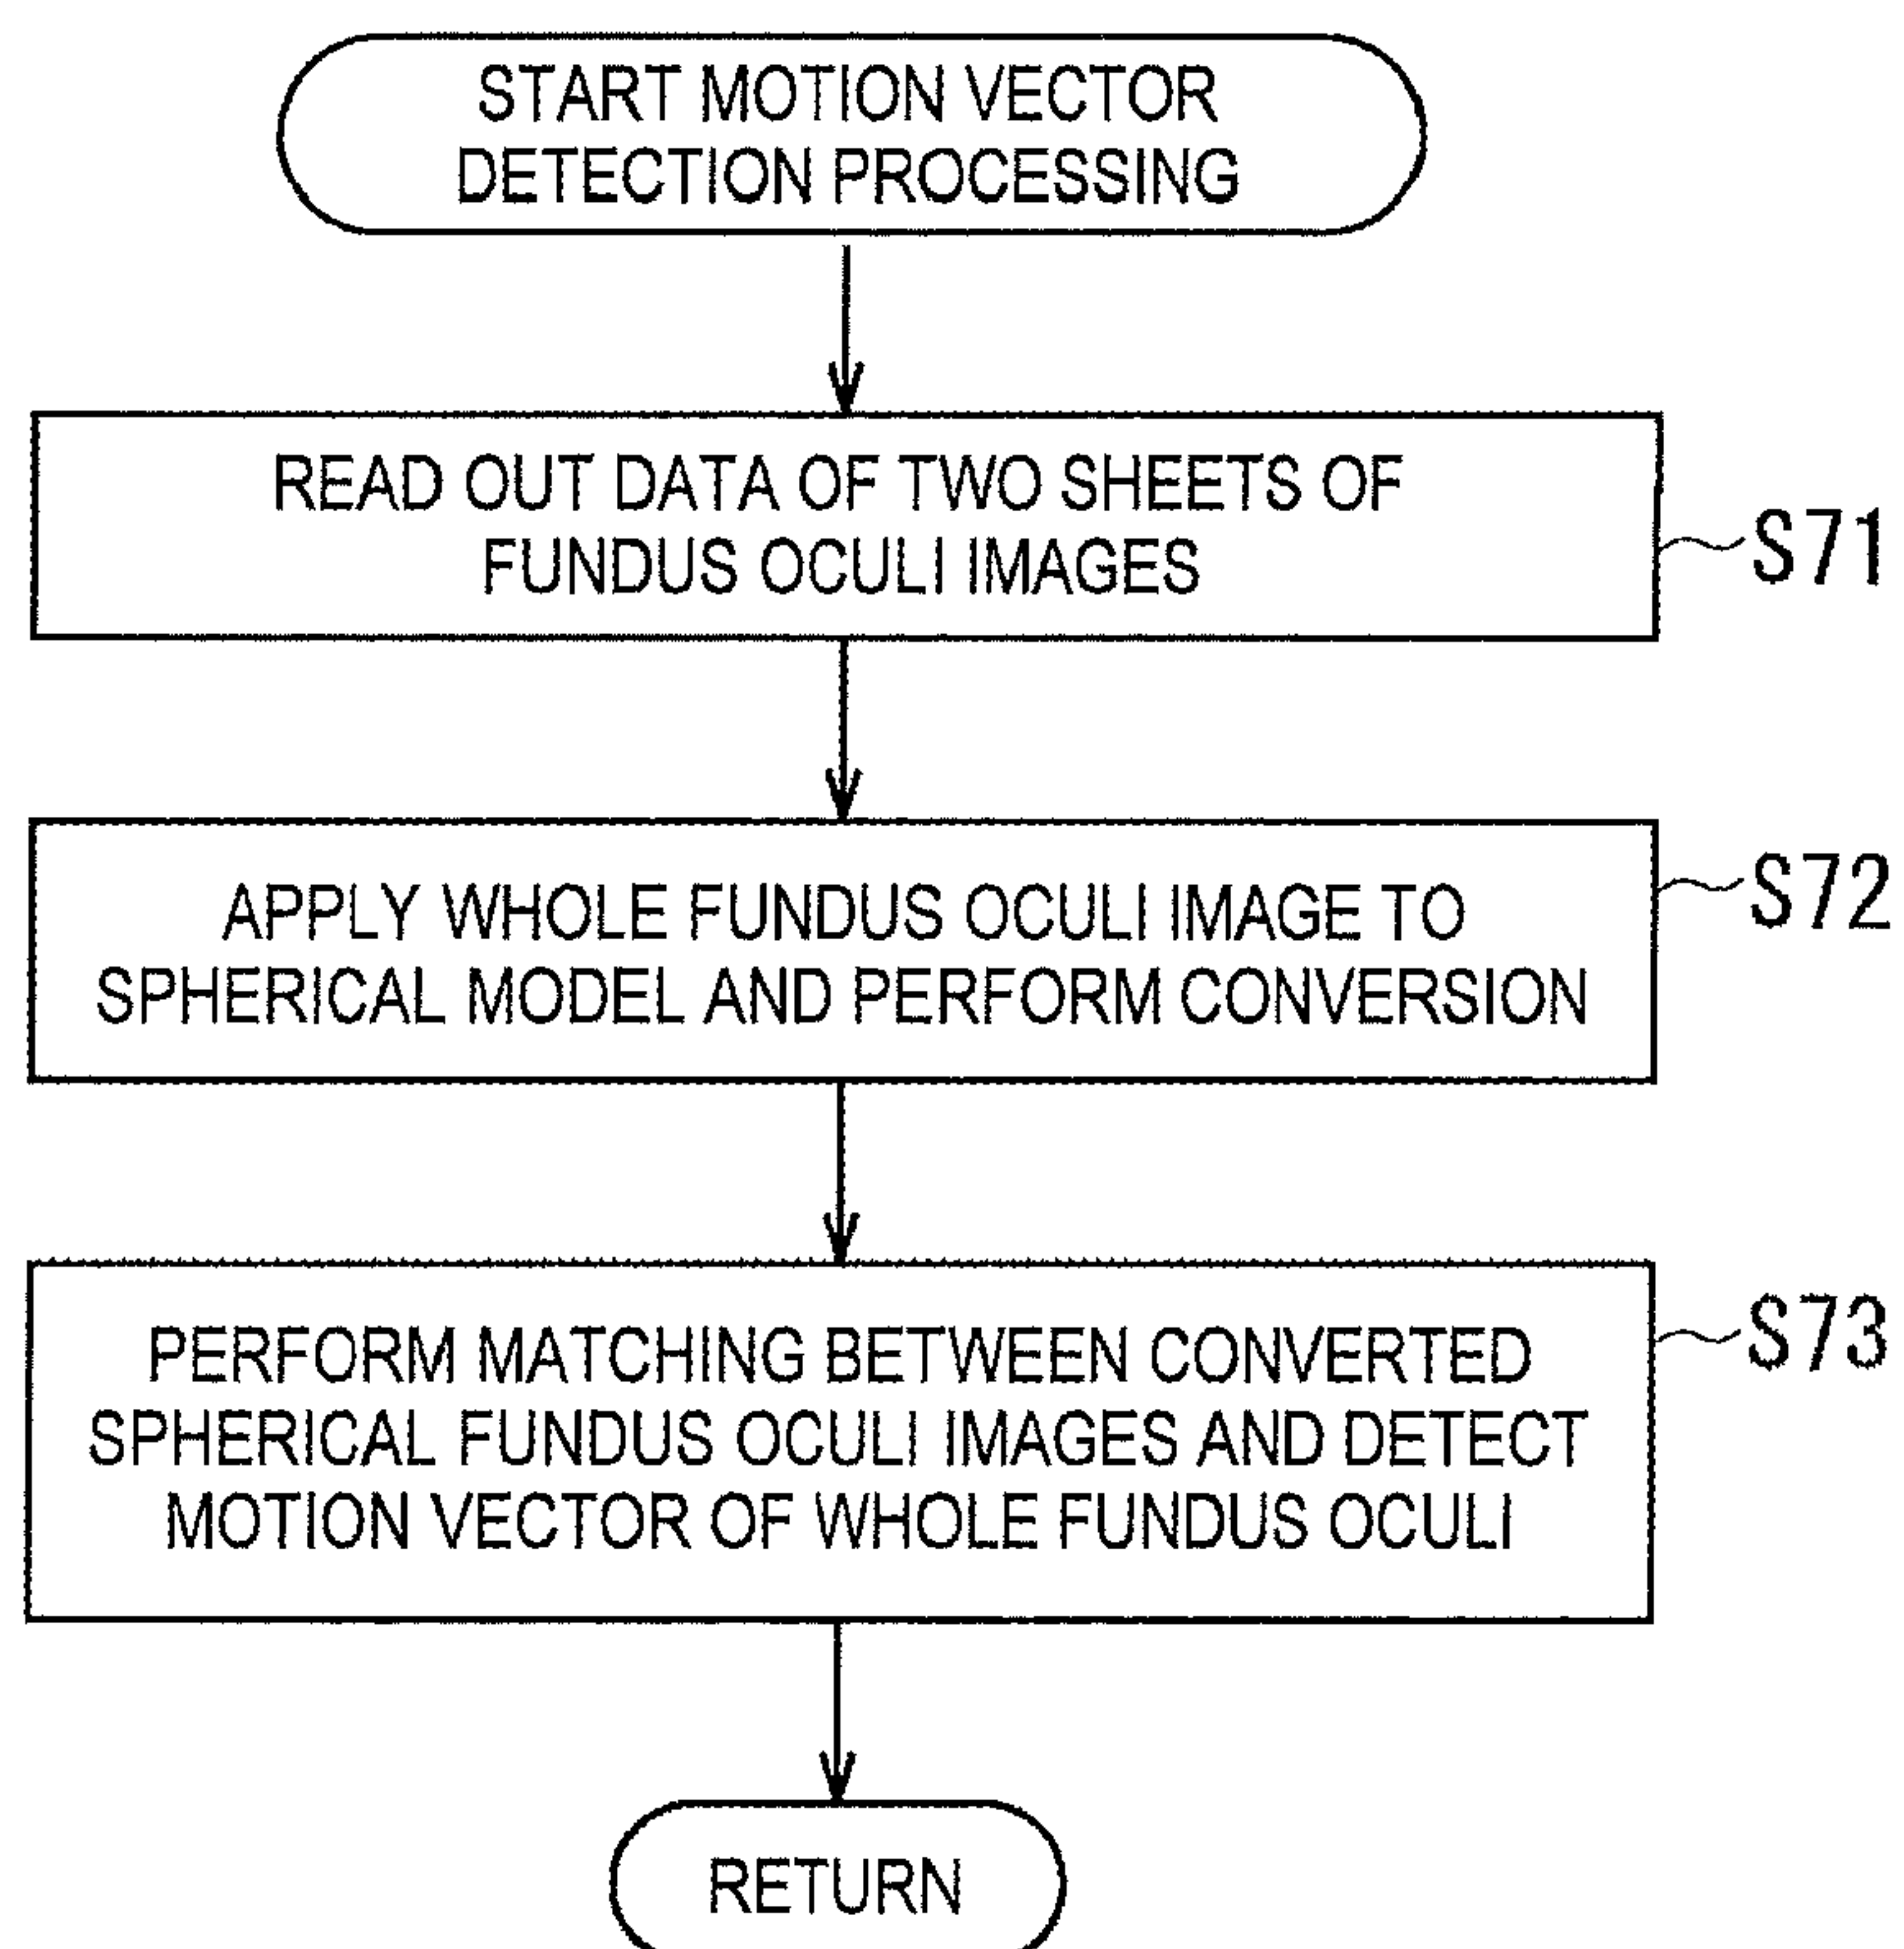 START MOTION VECTOR
DETECTION PROCESSING
READ OUT DATA OF TWO SHEETS OF
FUNDUS OCULI IMAGES
S71
APPLY WHOLE FUNDUS OCULI IMAGE TO
SPHERICAL MODEL AND PERFORM CONVERSION
S72
PERFORM MATCHING BETWEEN CONVERTED
SPHERICAL FUNDUS OCULI IMAGES AND DETECT
MOTION VECTOR OF WHOLE FUNDUS OCULI
S73
RETURN